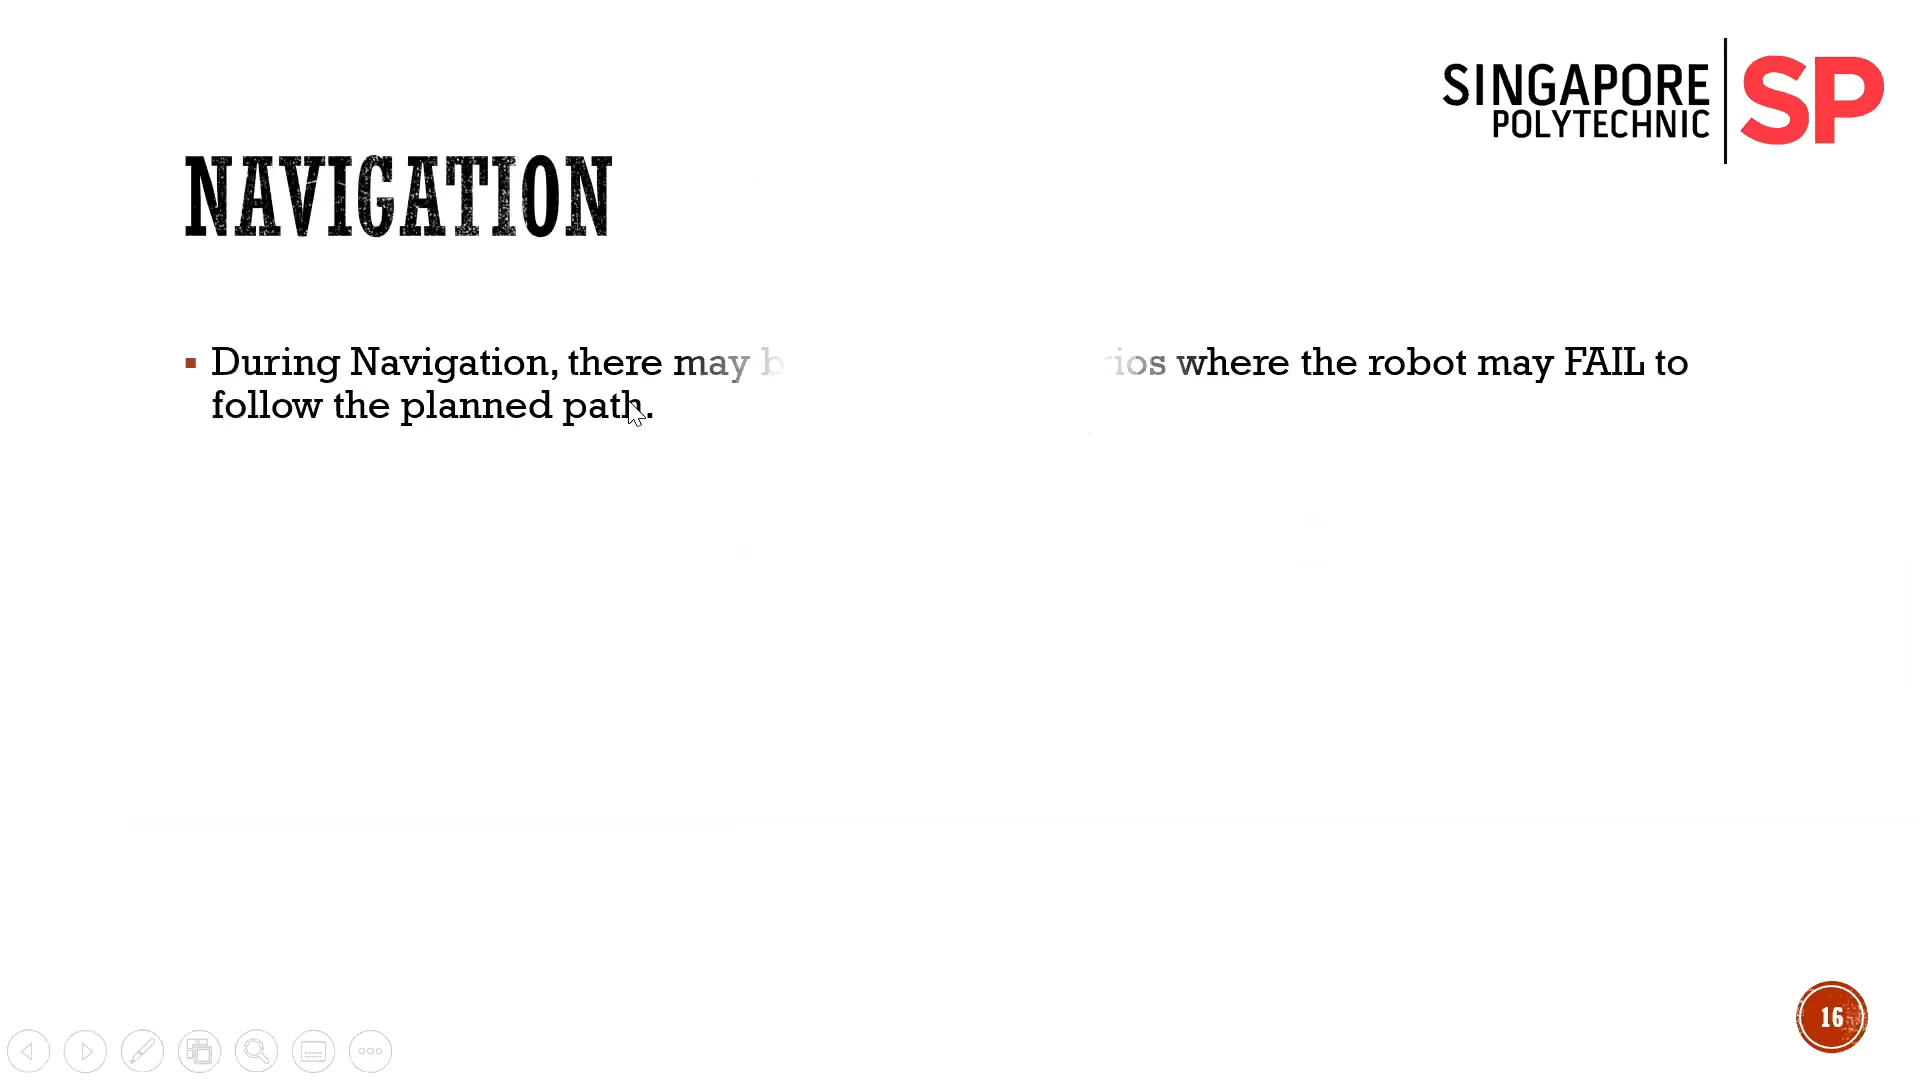 SINGAPORE
POLYTECHNIC
SP
NAVIGATION
During Navigation, there may where the robot may FAIL to
follow the planned path.
16